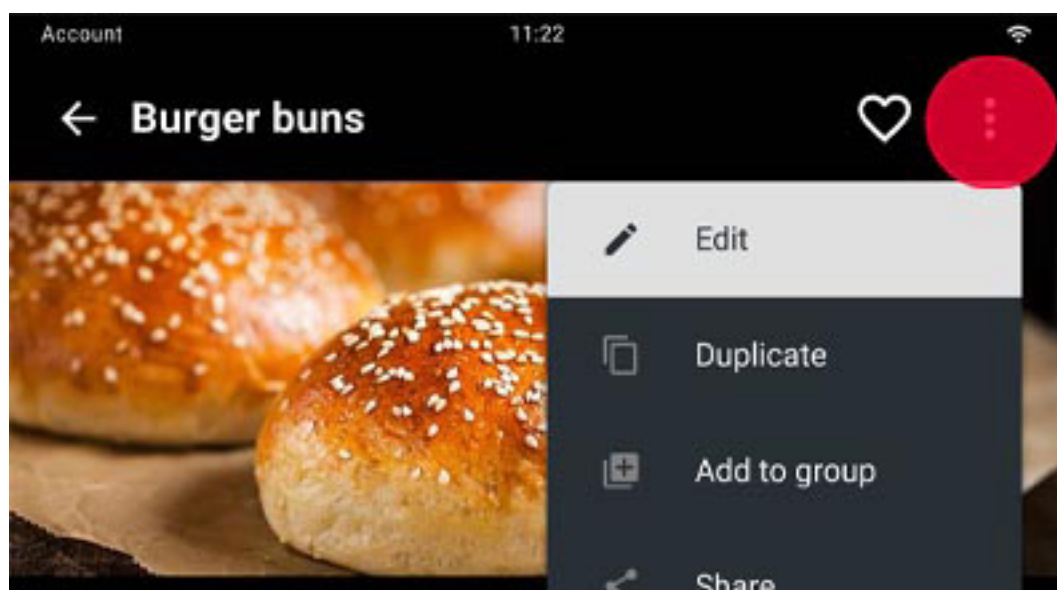 Account
11:22
Burger buns
Edit
Duplicate
Add to group
Share